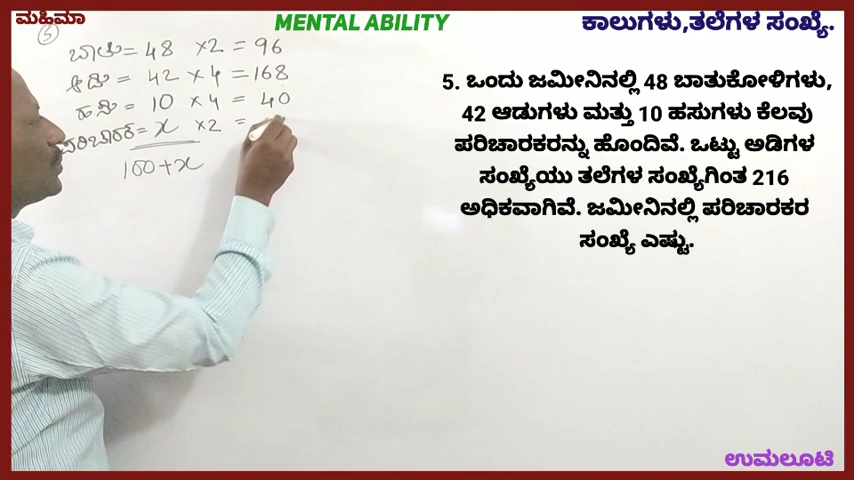 ಮಹಿಮಾ
MENTAL ABILITY
ಕಾಲುಗಳು,ತಲೆಗಳ ಸಂಖ್ಯೆ.
5
ಬಾತು = 48 ×2 = 96
ಆಡು = 42 ×4 = 168
ಹಸು = 10 ×4 = 40
ಪರಿಚಾರಕ = x ×2 =
100+x
5. ಒಂದು ಜಮೀನಿನಲ್ಲಿ 48 ಬಾತುಕೋಳಿಗಳು,
42 ಆಡುಗಳು ಮತ್ತು 10 ಹಸುಗಳು ಕೆಲವು
ಪರಿಚಾರಕರನ್ನು ಹೊಂದಿವೆ. ಒಟ್ಟು ಅಡಿಗಳ
ಸಂಖ್ಯೆಯು ತಲೆಗಳ ಸಂಖ್ಯೆಗಿಂತ 216
ಅಧಿಕವಾಗಿವೆ. ಜಮೀನಿನಲ್ಲಿ ಪರಿಚಾರಕರ
ಸಂಖ್ಯೆ ಎಷ್ಟು.
ಉಮಲೂಟಿ